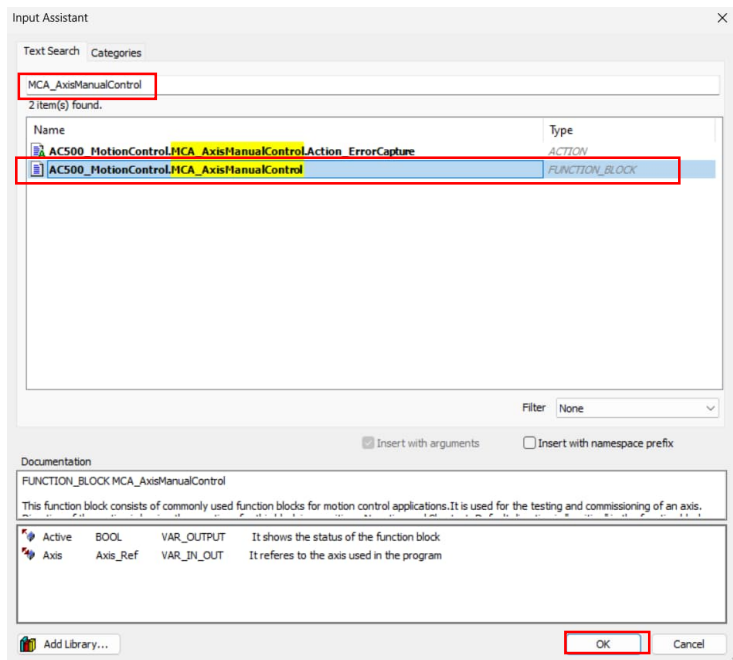 Input Assistant
Text Search Categories
MCA_AxisManualControl
2 item(s) found.
Name Type
AC500_MotionControl.MCA_AxisManualControl.Action_ErrorCapture ACTION
AC500_MotionControl.MCA_AxisManualControl FUNCTION_BLOCK
Filter None
Insert with arguments Insert with namespace prefix
Documentation
FUNCTION_BLOCK MCA_AxisManualControl
This function block consists of commonly used function blocks for motion control applications.It is used for the testing and commissioning of an axis.
Active BOOL VAR_OUTPUT It shows the status of the function block
Axis Axis_Ref VAR_IN_OUT It referes to the axis used in the program
Add Library... OK Cancel